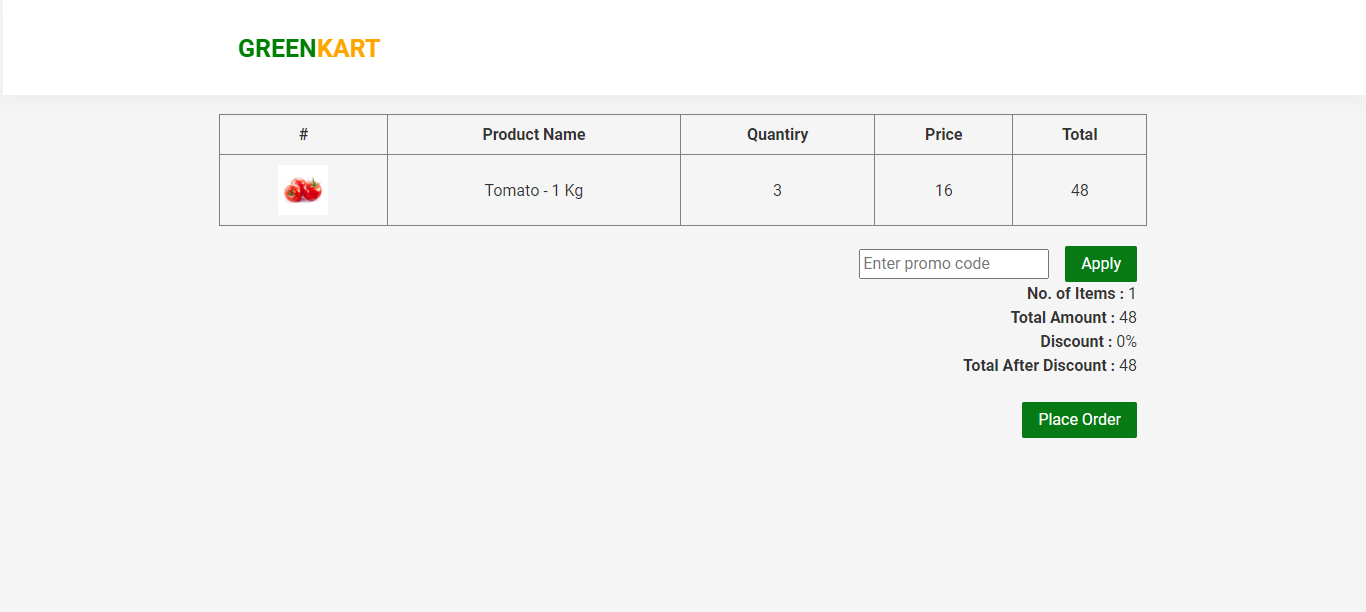 GREENKART
# Product Name Quantiry Price Total
Tomato - 1 Kg 3 16 48
Enter promo code Apply
No. of Items : 1
Total Amount : 48
Discount : 0%
Total After Discount : 48
Place Order